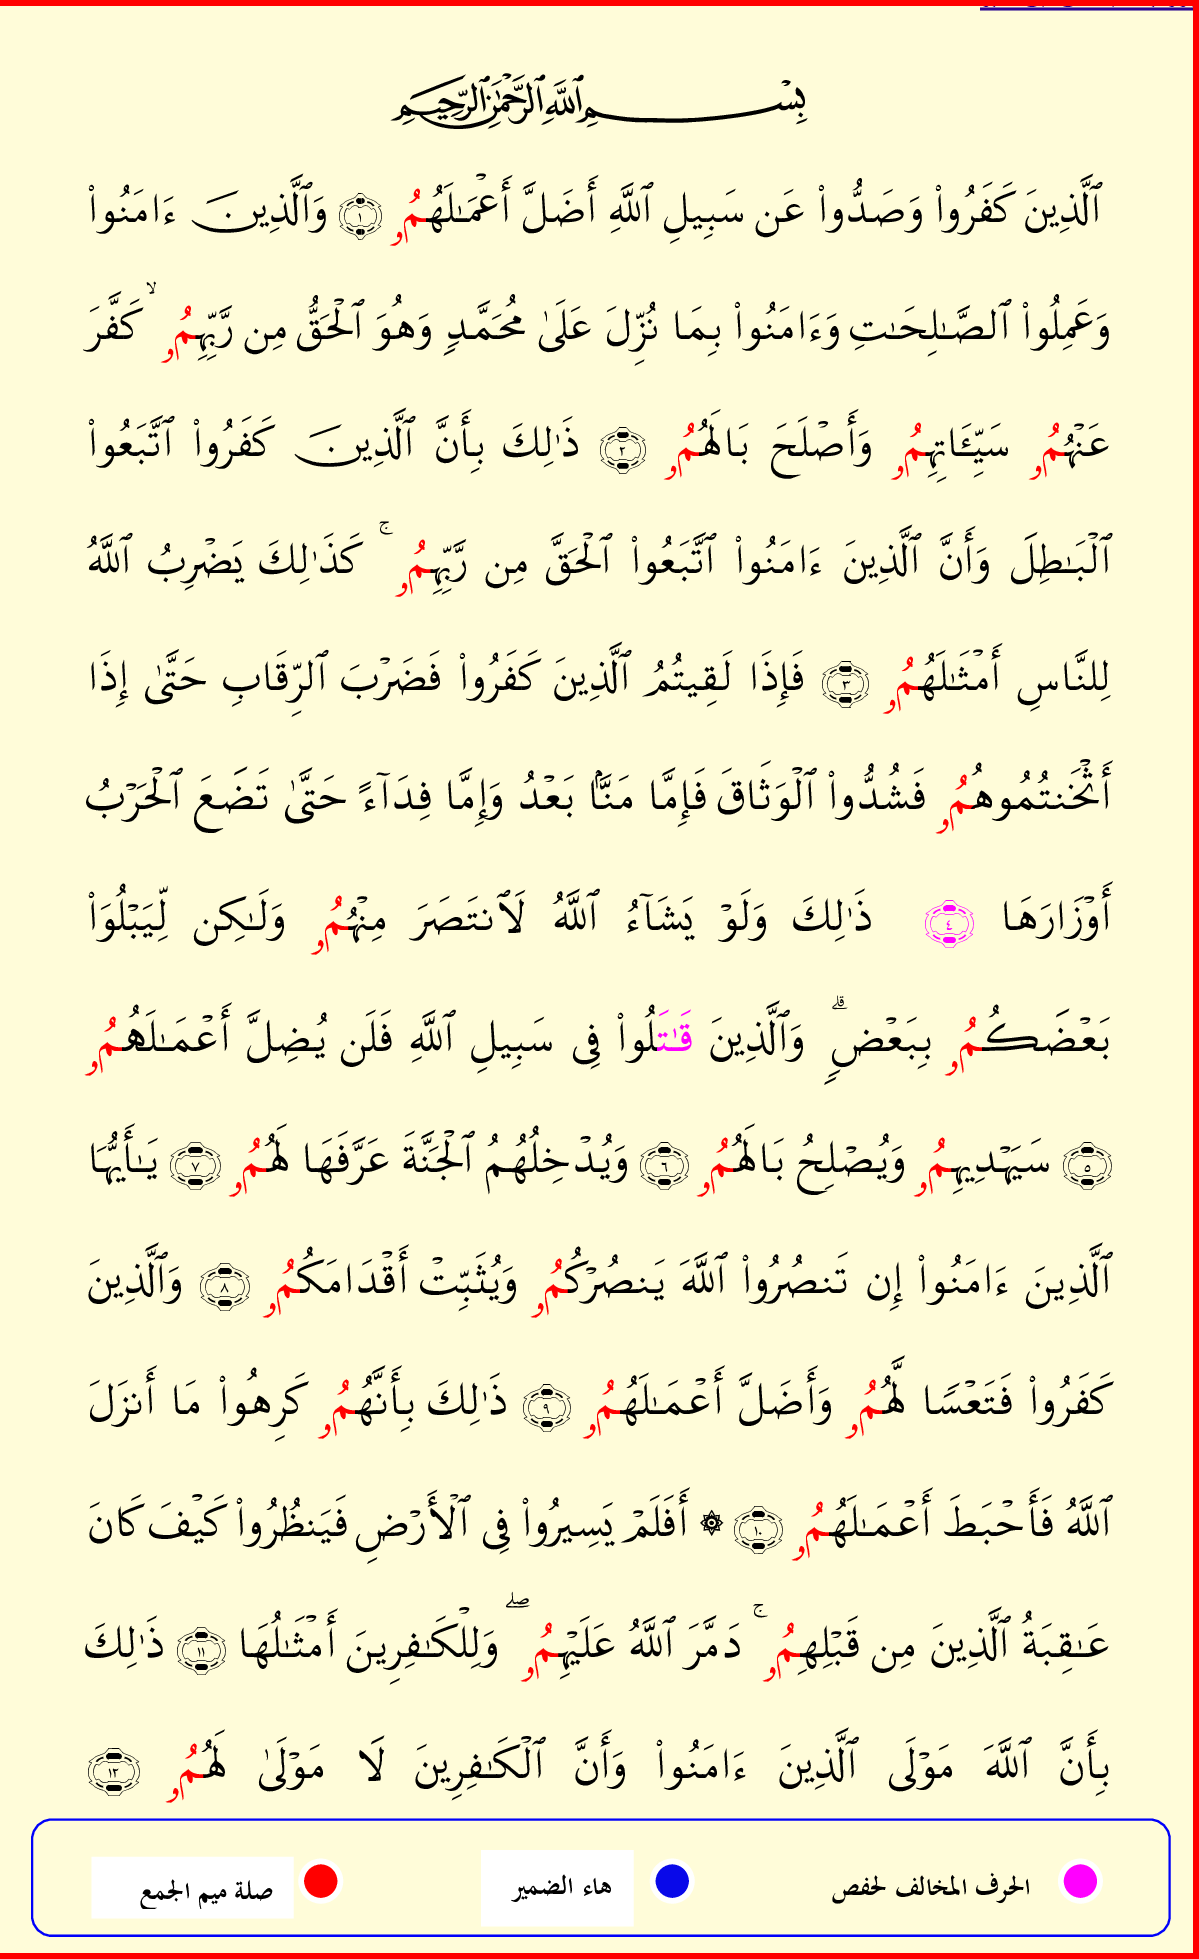 بِسْمِ ٱللَّهِ ٱلرَّحْمَٰنِ ٱلرَّحِيمِ
ٱلَّذِينَ كَفَرُوا۟ وَصَدُّوا۟ عَن سَبِيلِ ٱللَّهِ أَضَلَّ أَعْمَٰلَهُمُۥ ١ وَٱلَّذِينَ ءَامَنُوا۟
وَعَمِلُوا۟ ٱلصَّٰلِحَٰتِ وَءَامَنُوا۟ بِمَا نُزِّلَ عَلَىٰ مُحَمَّدٍ وَهُوَ ٱلْحَقُّ مِن رَّبِّهِمُۥ ۙ كَفَّرَ
عَنْهُمُۥ سَيِّـَٔاتِهِمُۥ وَأَصْلَحَ بَالَهُمُۥ ٢ ذَٰلِكَ بِأَنَّ ٱلَّذِينَ كَفَرُوا۟ ٱتَّبَعُوا۟
ٱلْبَٰطِلَ وَأَنَّ ٱلَّذِينَ ءَامَنُوا۟ ٱتَّبَعُوا۟ ٱلْحَقَّ مِن رَّبِّهِمُۥ ۚ كَذَٰلِكَ يَضْرِبُ ٱللَّهُ
لِلنَّاسِ أَمْثَٰلَهُمُۥ ٣ فَإِذَا لَقِيتُمُ ٱلَّذِينَ كَفَرُوا۟ فَضَرْبَ ٱلرِّقَابِ حَتَّىٰ إِذَا
أَثْخَنتُمُوهُمُۥ فَشُدُّوا۟ ٱلْوَثَاقَ فَإِمَّا مَنًّۢا بَعْدُ وَإِمَّا فِدَآءً حَتَّىٰ تَضَعَ ٱلْحَرْبُ
أَوْزَارَهَا ٤ ذَٰلِكَ وَلَوْ يَشَآءُ ٱللَّهُ لَٱنتَصَرَ مِنْهُمُۥ وَلَٰكِن لِّيَبْلُوَا۟
بَعْضَكُمُۥ بِبَعْضٍ ۗ وَٱلَّذِينَ قَٰتَلُوا۟ فِى سَبِيلِ ٱللَّهِ فَلَن يُضِلَّ أَعْمَٰلَهُمُۥ
٥ سَيَهْدِيهِمُۥ وَيُصْلِحُ بَالَهُمُۥ ٦ وَيُدْخِلُهُمُ ٱلْجَنَّةَ عَرَّفَهَا لَهُمُۥ ٧ يَٰٓأَيُّهَا
ٱلَّذِينَ ءَامَنُوا۟ إِن تَنصُرُوا۟ ٱللَّهَ يَنصُرْكُمُۥ وَيُثَبِّتْ أَقْدَامَكُمُۥ ٨ وَٱلَّذِينَ
كَفَرُوا۟ فَتَعْسًا لَّهُمُۥ وَأَضَلَّ أَعْمَٰلَهُمُۥ ٩ ذَٰلِكَ بِأَنَّهُمُۥ كَرِهُوا۟ مَا أَنزَلَ
ٱللَّهُ فَأَحْبَطَ أَعْمَٰلَهُمُۥ ١٠ ۞ أَفَلَمْ يَسِيرُوا۟ فِى ٱلْأَرْضِ فَيَنظُرُوا۟ كَيْفَ كَانَ
عَٰقِبَةُ ٱلَّذِينَ مِن قَبْلِهِمُۥ ۚ دَمَّرَ ٱللَّهُ عَلَيْهِمُۥ ۖ وَلِلْكَٰفِرِينَ أَمْثَٰلُهَا ١١ ذَٰلِكَ
بِأَنَّ ٱللَّهَ مَوْلَى ٱلَّذِينَ ءَامَنُوا۟ وَأَنَّ ٱلْكَٰفِرِينَ لَا مَوْلَىٰ لَهُمُۥ ١٢
الحرف المخالف لحفص هاء الضمير صلة ميم الجمع